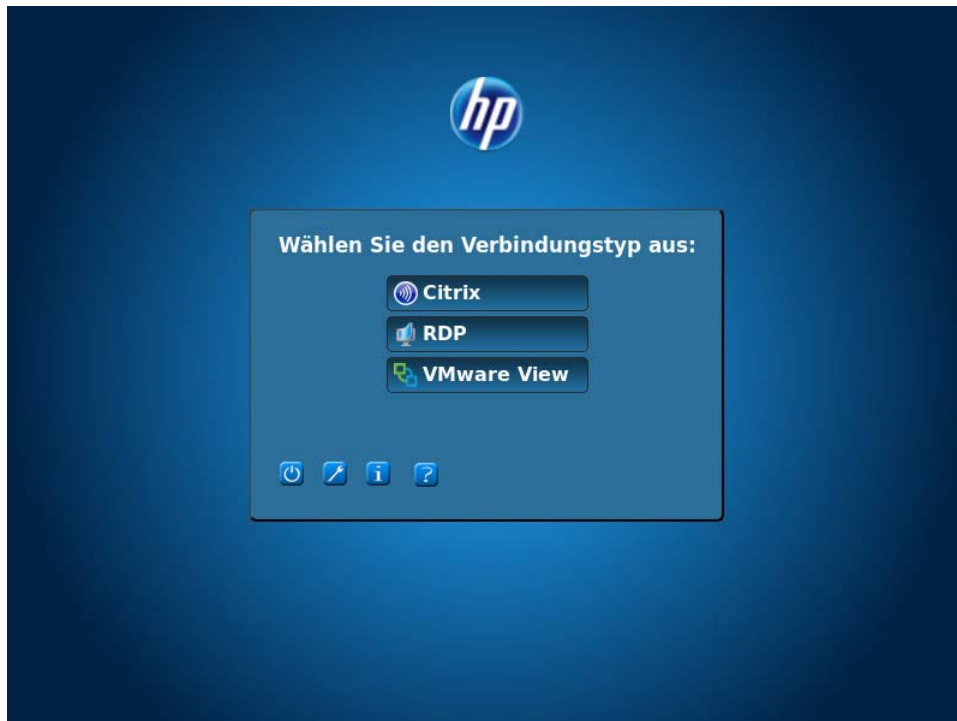 hp
Wählen Sie den Verbindungstyp aus:
Citrix
RDP
VMware View
i ?